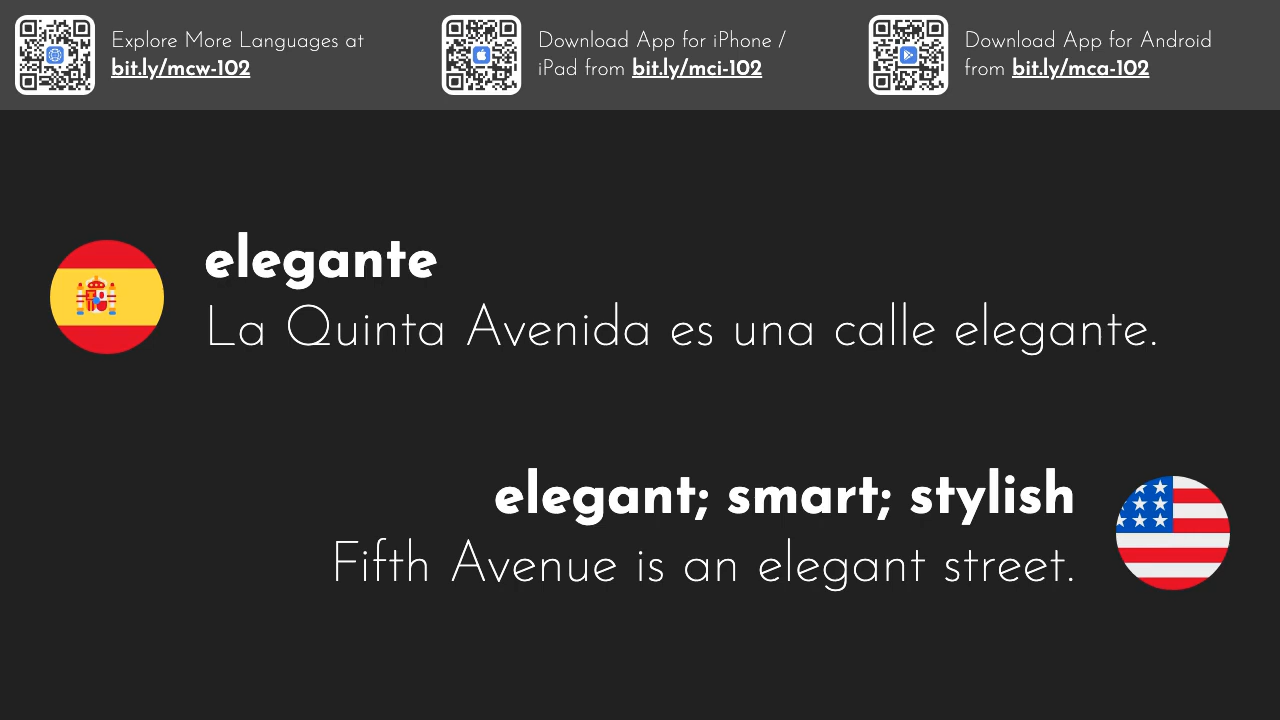 Explore More Languages at
bit.ly/mcw-102
Download App for iPhone /
iPad from bit.ly/mci-102
Download App for Android
from bit.ly/mca-102
elegante
La Quinta Avenida es una calle elegante.
elegant; smart; stylish
Fifth Avenue is an elegant street.